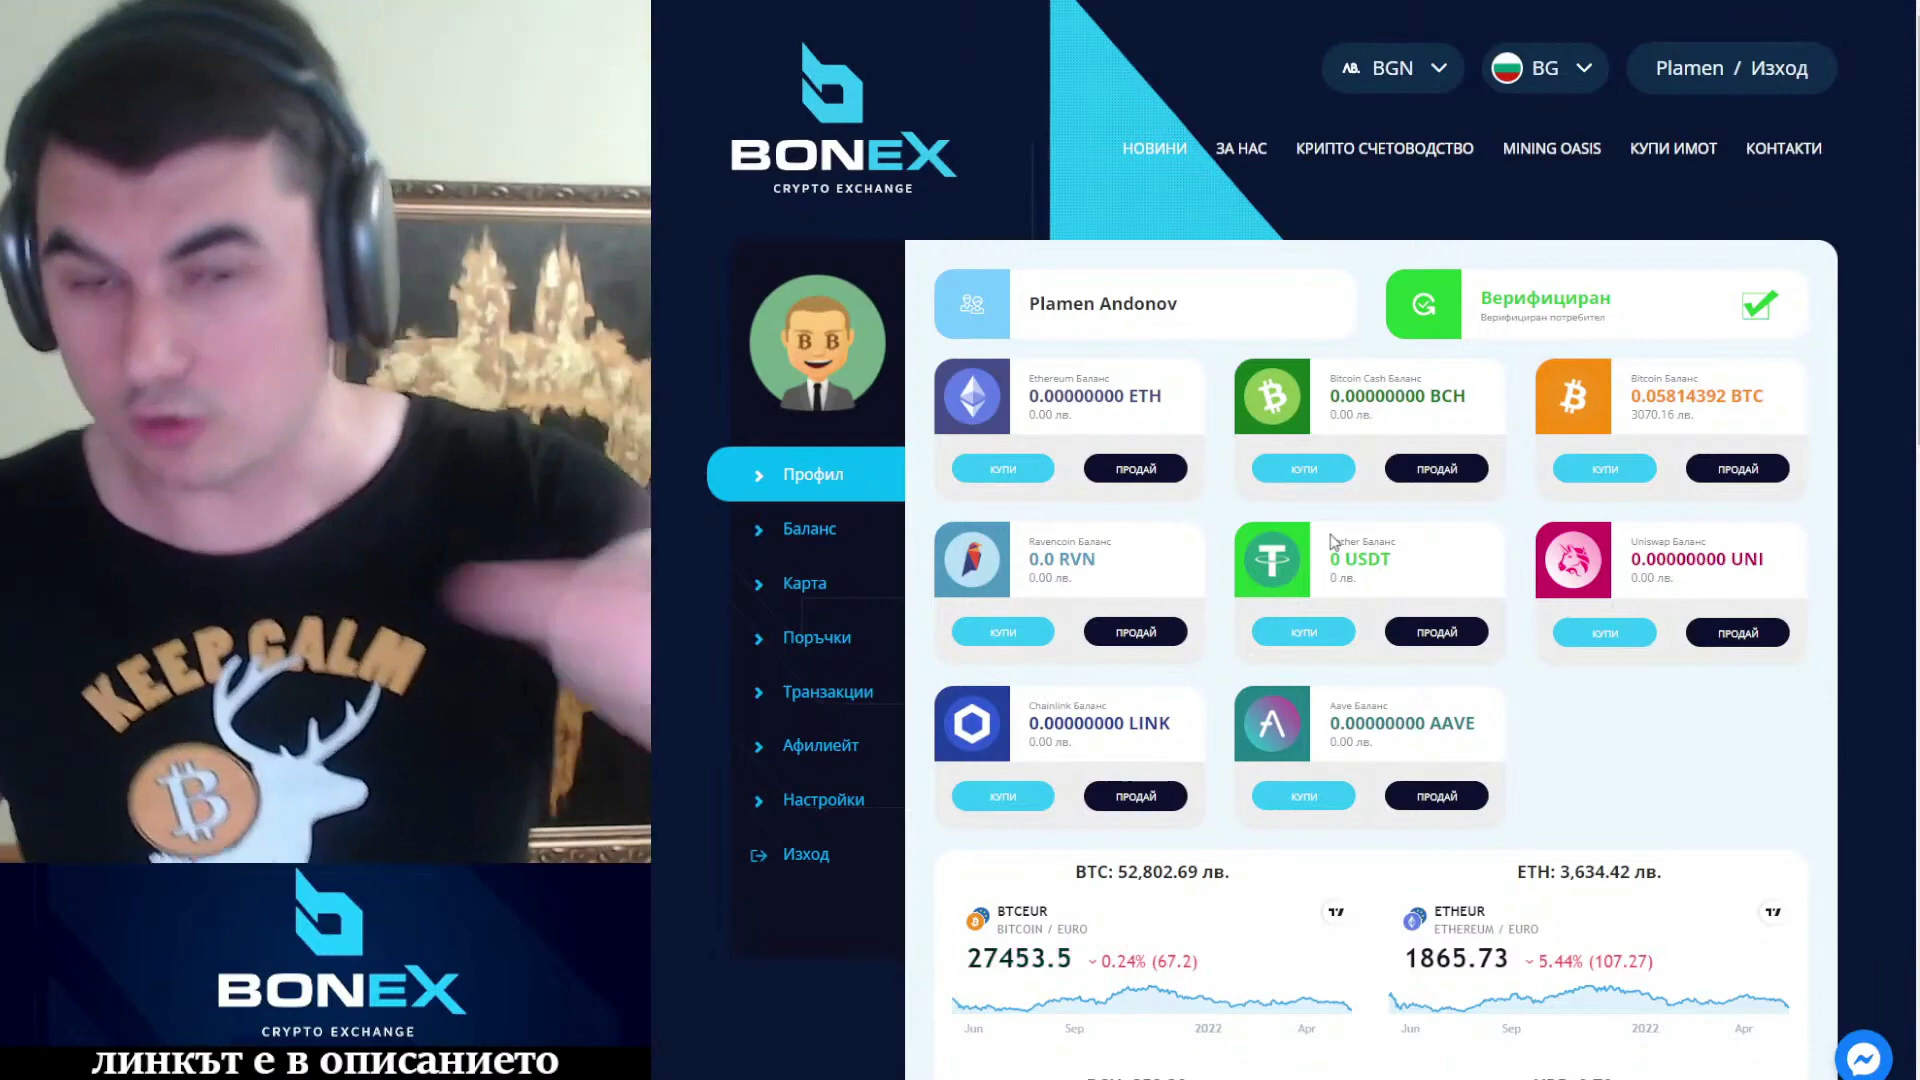 KEEP CALM
BONEX
CRYPTO EXCHANGE
линкът е в описанието
BONEX
CRYPTO EXCHANGE
ЛВ. BGN
BG
Plamen / Изход
НОВИНИ
ЗА НАС
КРИПТО СЧЕТОВОДСТВО
MINING OASIS
КУПИ ИМОТ
КОНТАКТИ
Профил
Баланс
Карта
Поръчки
Транзакции
Афилиейт
Настройки
Изход
Plamen Andonov
Верифициран
Верифициран потребител
Ethereum Баланс
0.00000000 ETH
0.00 лв.
КУПИ
ПРОДАЙ
Bitcoin Cash Баланс
0.00000000 BCH
0.00 лв.
КУПИ
ПРОДАЙ
Bitcoin Баланс
0.05814392 BTC
3070.16 лв.
КУПИ
ПРОДАЙ
Ravencoin Баланс
0.0 RVN
0.00 лв.
КУПИ
ПРОДАЙ
Баланс
0 USDT
0 лв.
КУПИ
ПРОДАЙ
Uniswap Баланс
0.00000000 UNI
0.00 лв.
КУПИ
ПРОДАЙ
Chainlink Баланс
0.00000000 LINK
0.00 лв.
КУПИ
ПРОДАЙ
Aave Баланс
0.00000000 AAVE
0.00 лв.
КУПИ
ПРОДАЙ
BTC: 52,802.69 лв.
BTCEUR
BITCOIN / EURO
27453.5 0.24% (67.2)
Jun Sep 2022 Apr
ETH: 3,634.42 лв.
ETHEUR
ETHEREUM / EURO
1865.73 5.44% (107.27)
Jun Sep 2022 Apr